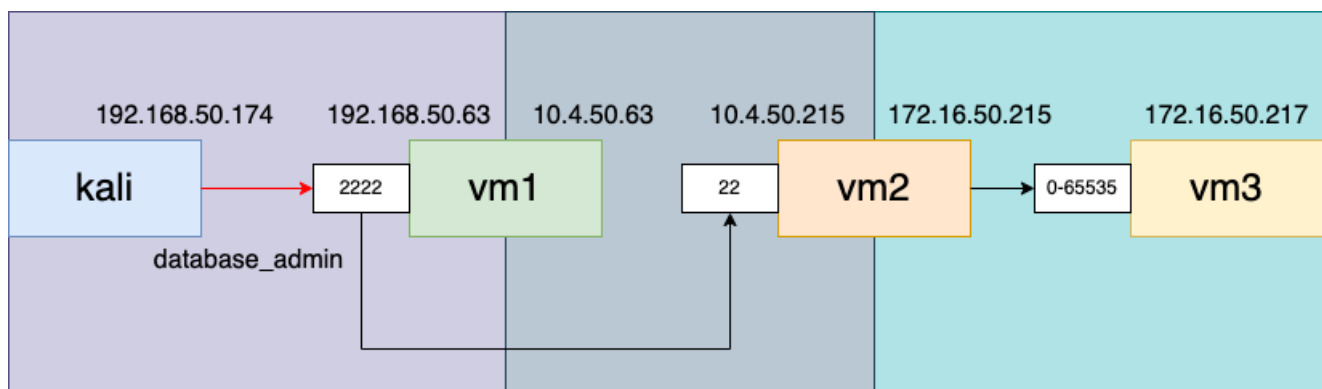 192.168.50.174
192.168.50.63
10.4.50.63
10.4.50.215
172.16.50.215
172.16.50.217
kali
2222
vm1
22
vm2
0-65535
vm3
database_admin